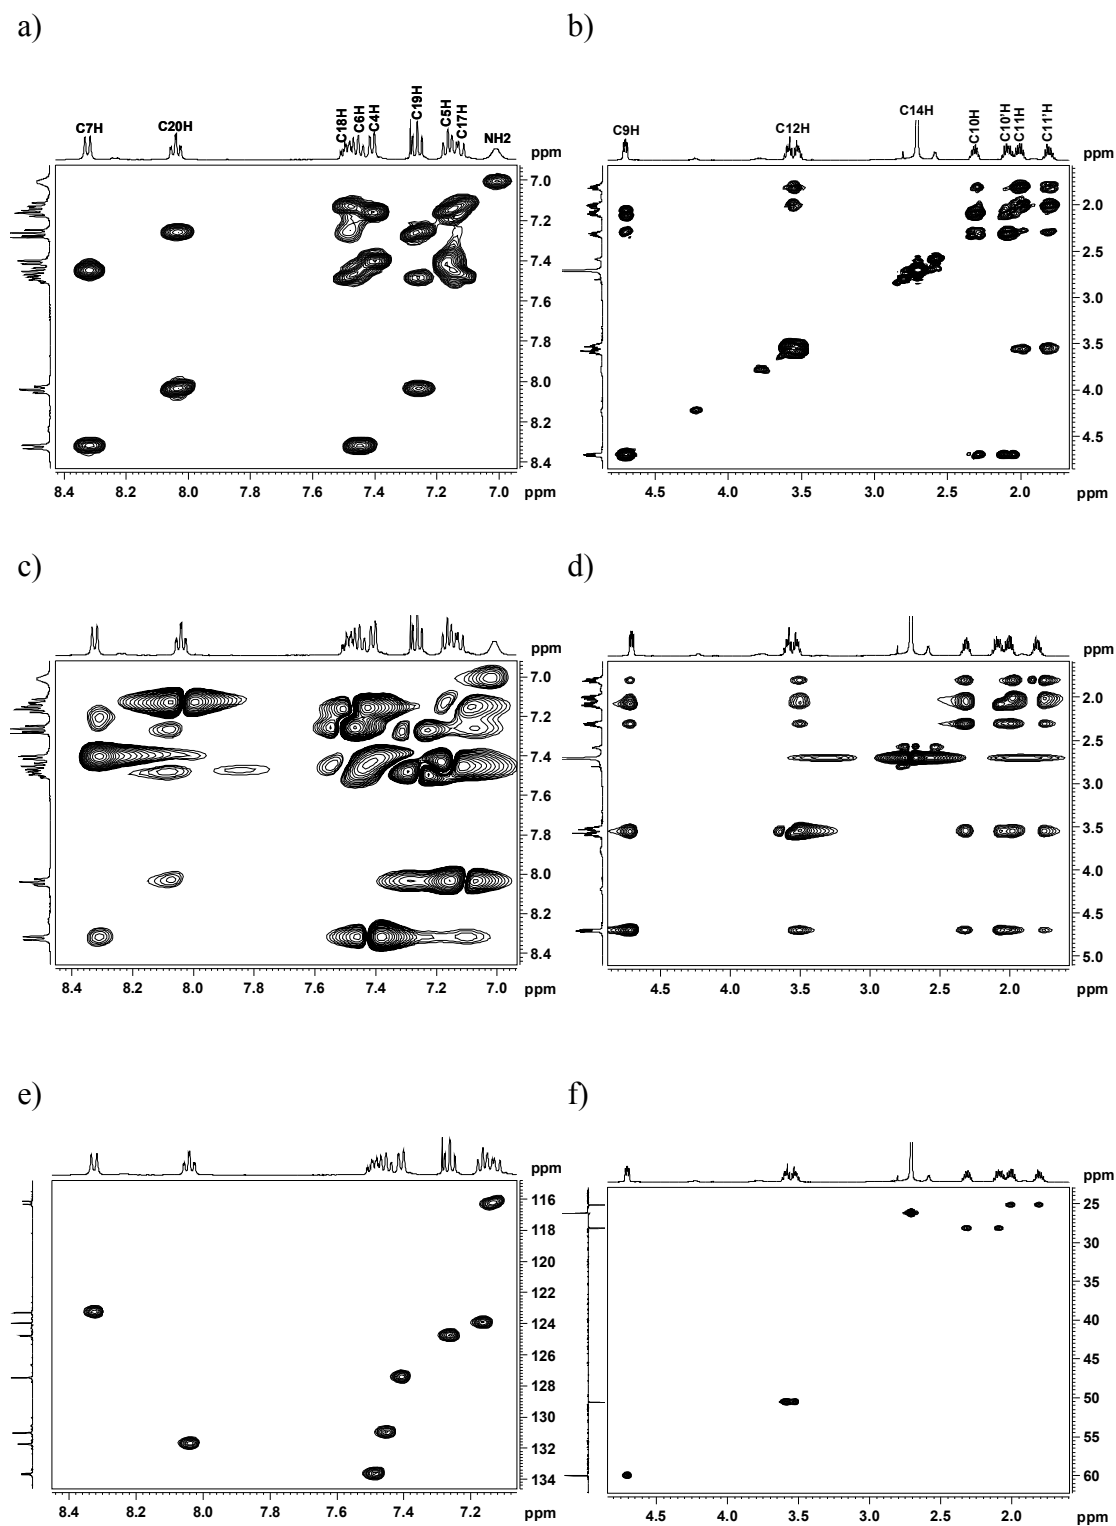 a)
b)
C7H
C20H
C18H
C6H
C4H
C19H
C5H
C17H
NH2
ppm
7.0
7.2
7.4
7.6
7.8
8.0
8.2
8.4
8.4 8.2 8.0 7.8 7.6 7.4 7.2 7.0 ppm
C9H
C12H
C14H
C10H
C10'H
C11H
C11'H
ppm
2.0
2.5
3.0
3.5
4.0
4.5
4.5 4.0 3.5 3.0 2.5 2.0 ppm
c)
d)
ppm
7.0
7.2
7.4
7.6
7.8
8.0
8.2
8.4
8.4 8.2 8.0 7.8 7.6 7.4 7.2 7.0 ppm
ppm
2.0
2.5
3.0
3.5
4.0
4.5
5.0
4.5 4.0 3.5 3.0 2.5 2.0 ppm
e)
f)
ppm
116
118
120
122
124
126
128
130
132
134
8.4 8.2 8.0 7.8 7.6 7.4 7.2 ppm
ppm
25
30
35
40
45
50
55
60
4.5 4.0 3.5 3.0 2.5 2.0 ppm